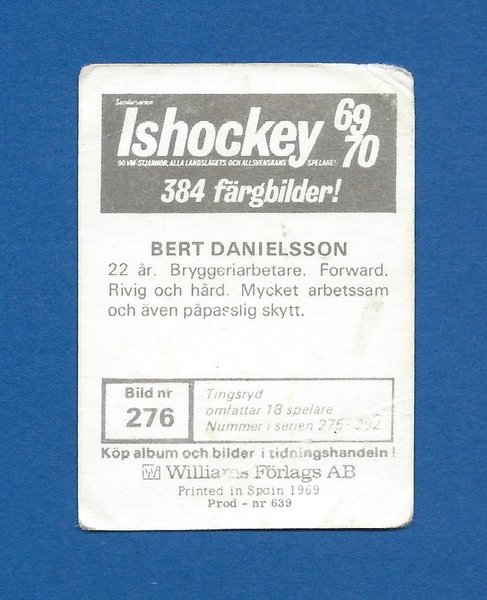 Samlarserien
Ishockey 69 70
90 VM-STJÄRNOR, ALLA LANDSLAGETS OCH ALLSVENSKANS SPELARE!
384 färgbilder!
BERT DANIELSSON
22 år. Bryggeriarbetare. Forward.
Rivig och hård. Mycket arbetssam
och även påpasslig skytt.
Bild nr
276
Tingsryd
omfattar 18 spelare
Nummer i serien 275-292
Köp album och bilder i tidningshandeln!
W Williams Förlags AB
Printed in Spain 1969
Prod - nr 639